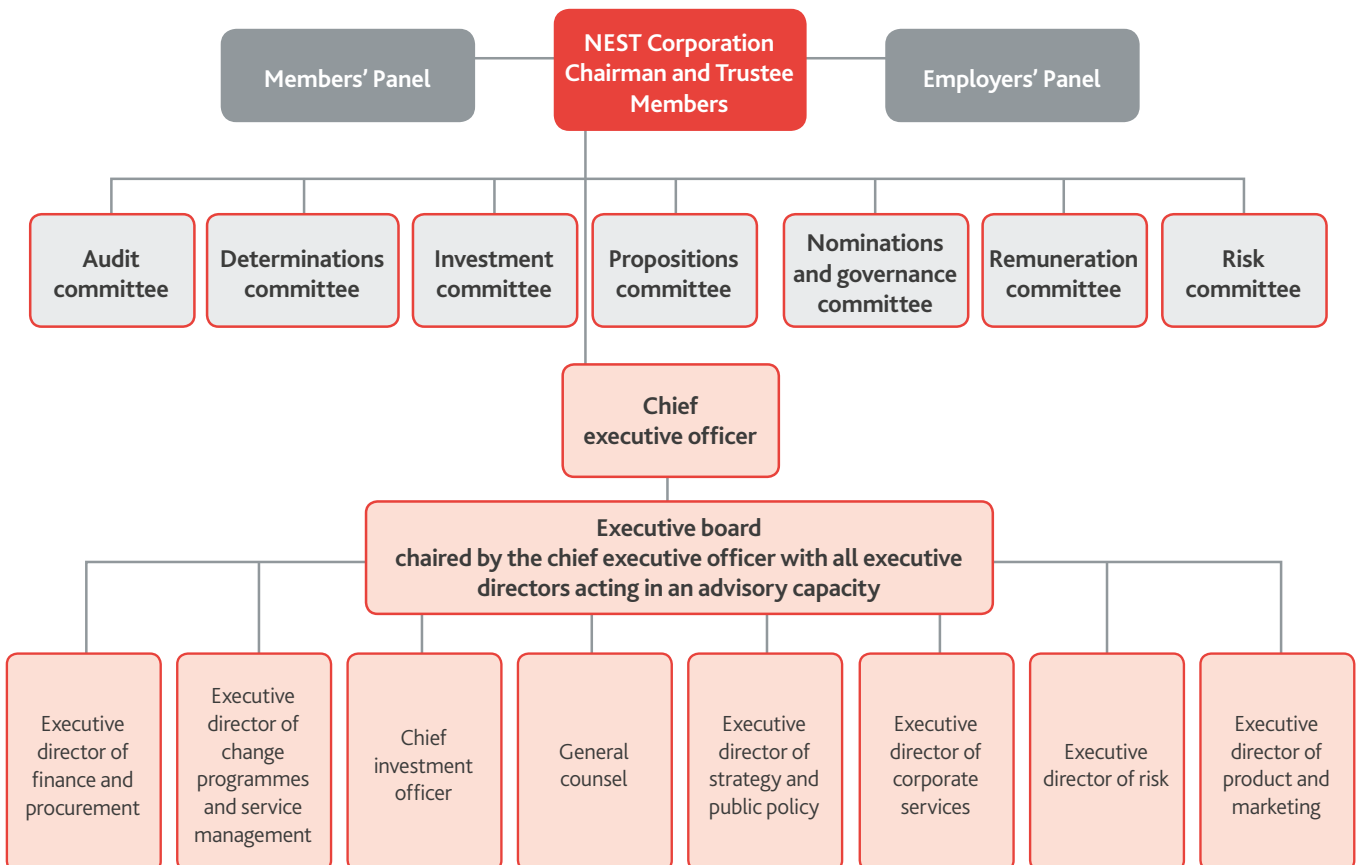 Members’ Panel
NEST Corporation
Chairman and Trustee
Members
Employers’ Panel
Audit
committee
Determinations
committee
Investment
committee
Propositions
committee
Nominations
and governance
committee
Remuneration
committee
Risk
committee
Chief
executive officer
Executive board
chaired by the chief executive officer with all executive
directors acting in an advisory capacity
Executive
director of
finance and
procurement
Executive
director of
change
programmes
and service
management
Chief
investment
officer
General
counsel
Executive
director of
strategy and
public policy
Executive
director of
corporate
services
Executive
director of risk
Executive
director of
product and
marketing